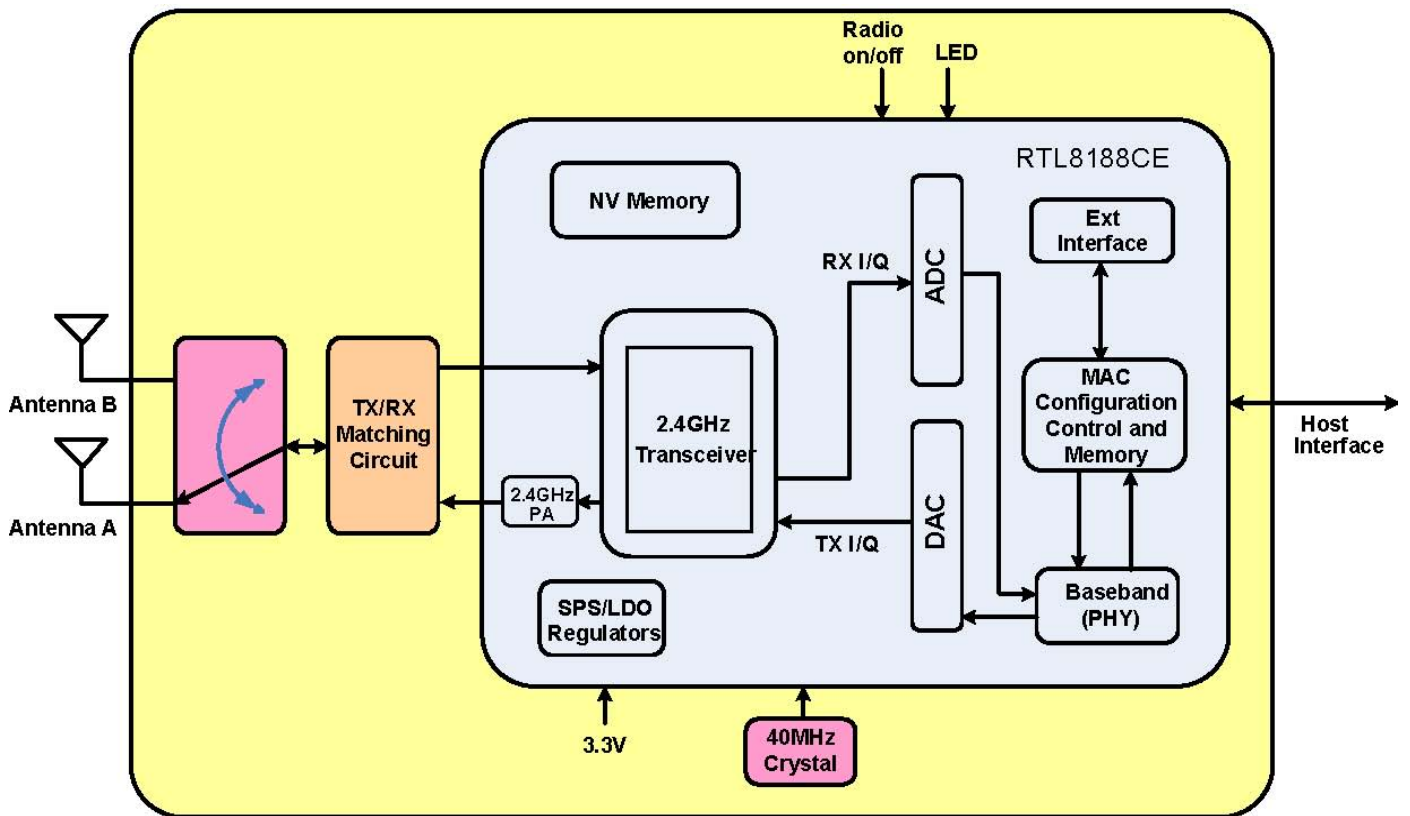 Radio
on/off
LED
RTL8188CE
NV Memory
Ext
Interface
RX I/Q
ADC
Antenna B
TX/RX
Matching
Circuit
2.4GHz
Transceiver
MAC
Configuration
Control and
Memory
Host
Interface
Antenna A
2.4GHz
PA
TX I/Q
DAC
SPS/LDO
Regulators
Baseband
(PHY)
3.3V
40MHz
Crystal